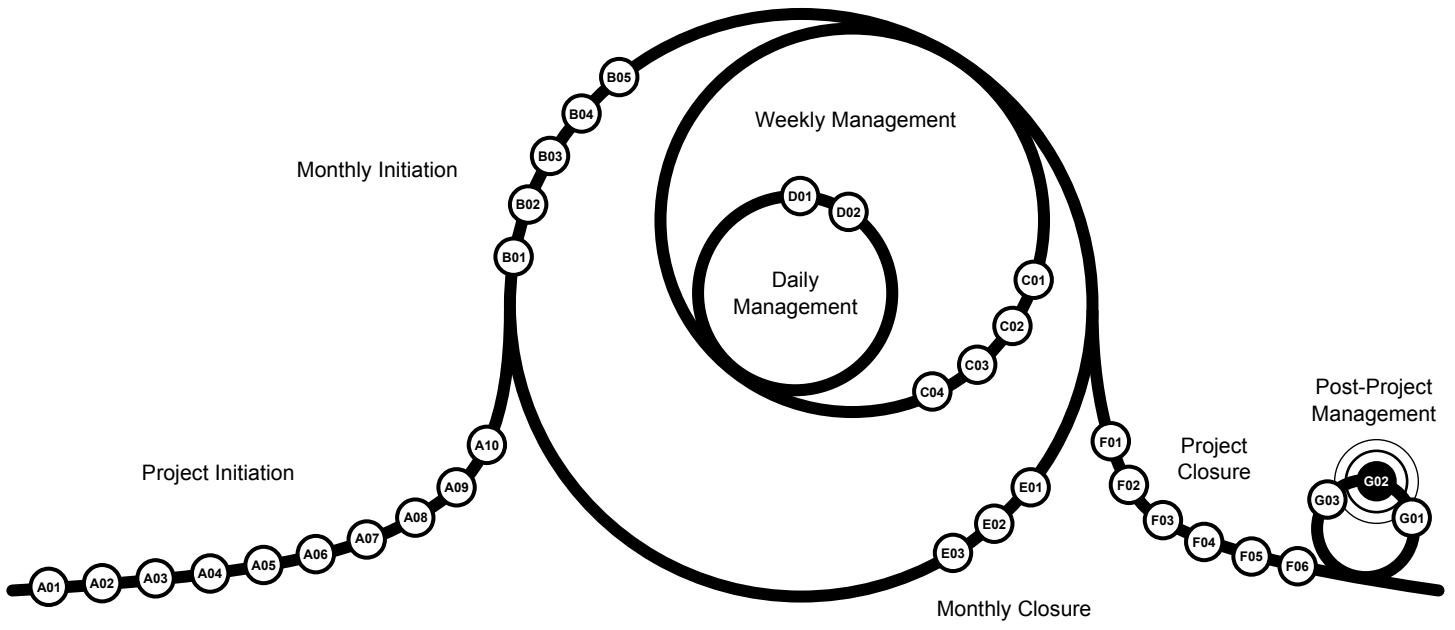 Project Initiation
A01
A02
A03
A04
A05
A06
A07
A08
A09
A10
Monthly Initiation
B01
B02
B03
B04
B05
Weekly Management
C01
C02
C03
C04
Daily
Management
D01
D02
Monthly Closure
E01
E02
E03
Project
Closure
F01
F02
F03
F04
F05
F06
Post-Project
Management
G01
G02
G03